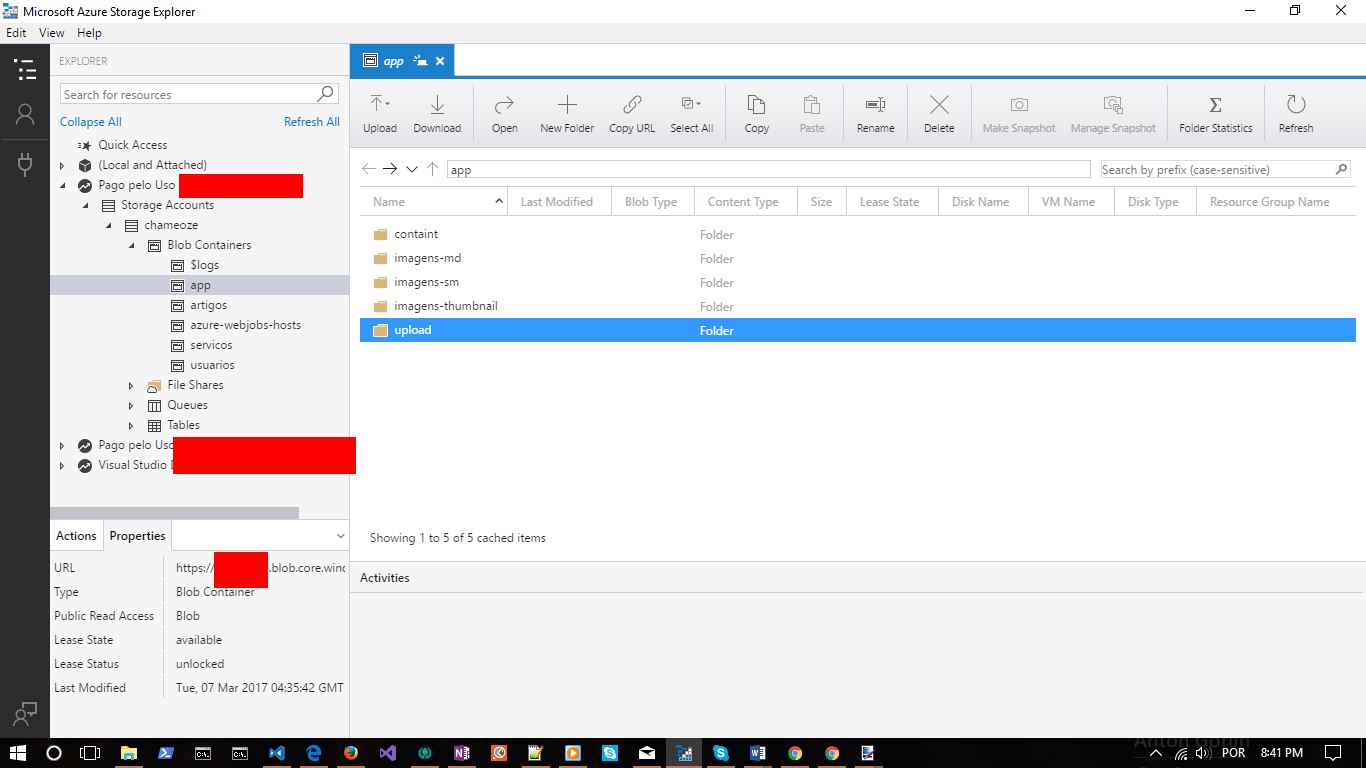 Microsoft Azure Storage Explorer
Edit View Help
EXPLORER
Search for resources
Collapse All Refresh All
Quick Access
(Local and Attached)
Pago pelo Uso
Storage Accounts
chameoze
Blob Containers
$logs
app
artigos
azure-webjobs-hosts
servicos
usuarios
File Shares
Queues
Tables
Pago pelo Uso
Visual Studio
Actions Properties
URL https:// .blob.core.winc
Type Blob Container
Public Read Access Blob
Lease State available
Lease Status unlocked
Last Modified Tue, 07 Mar 2017 04:35:42 GMT
app
Upload Download Open New Folder Copy URL Select All Copy Paste Rename Delete Make Snapshot Manage Snapshot Folder Statistics Refresh
app Search by prefix (case-sensitive)
Name Last Modified Blob Type Content Type Size Lease State Disk Name VM Name Disk Type Resource Group Name
containt Folder
imagens-md Folder
imagens-sm Folder
imagens-thumbnail Folder
upload Folder
Showing 1 to 5 of 5 cached items
Activities
POR 8:41 PM